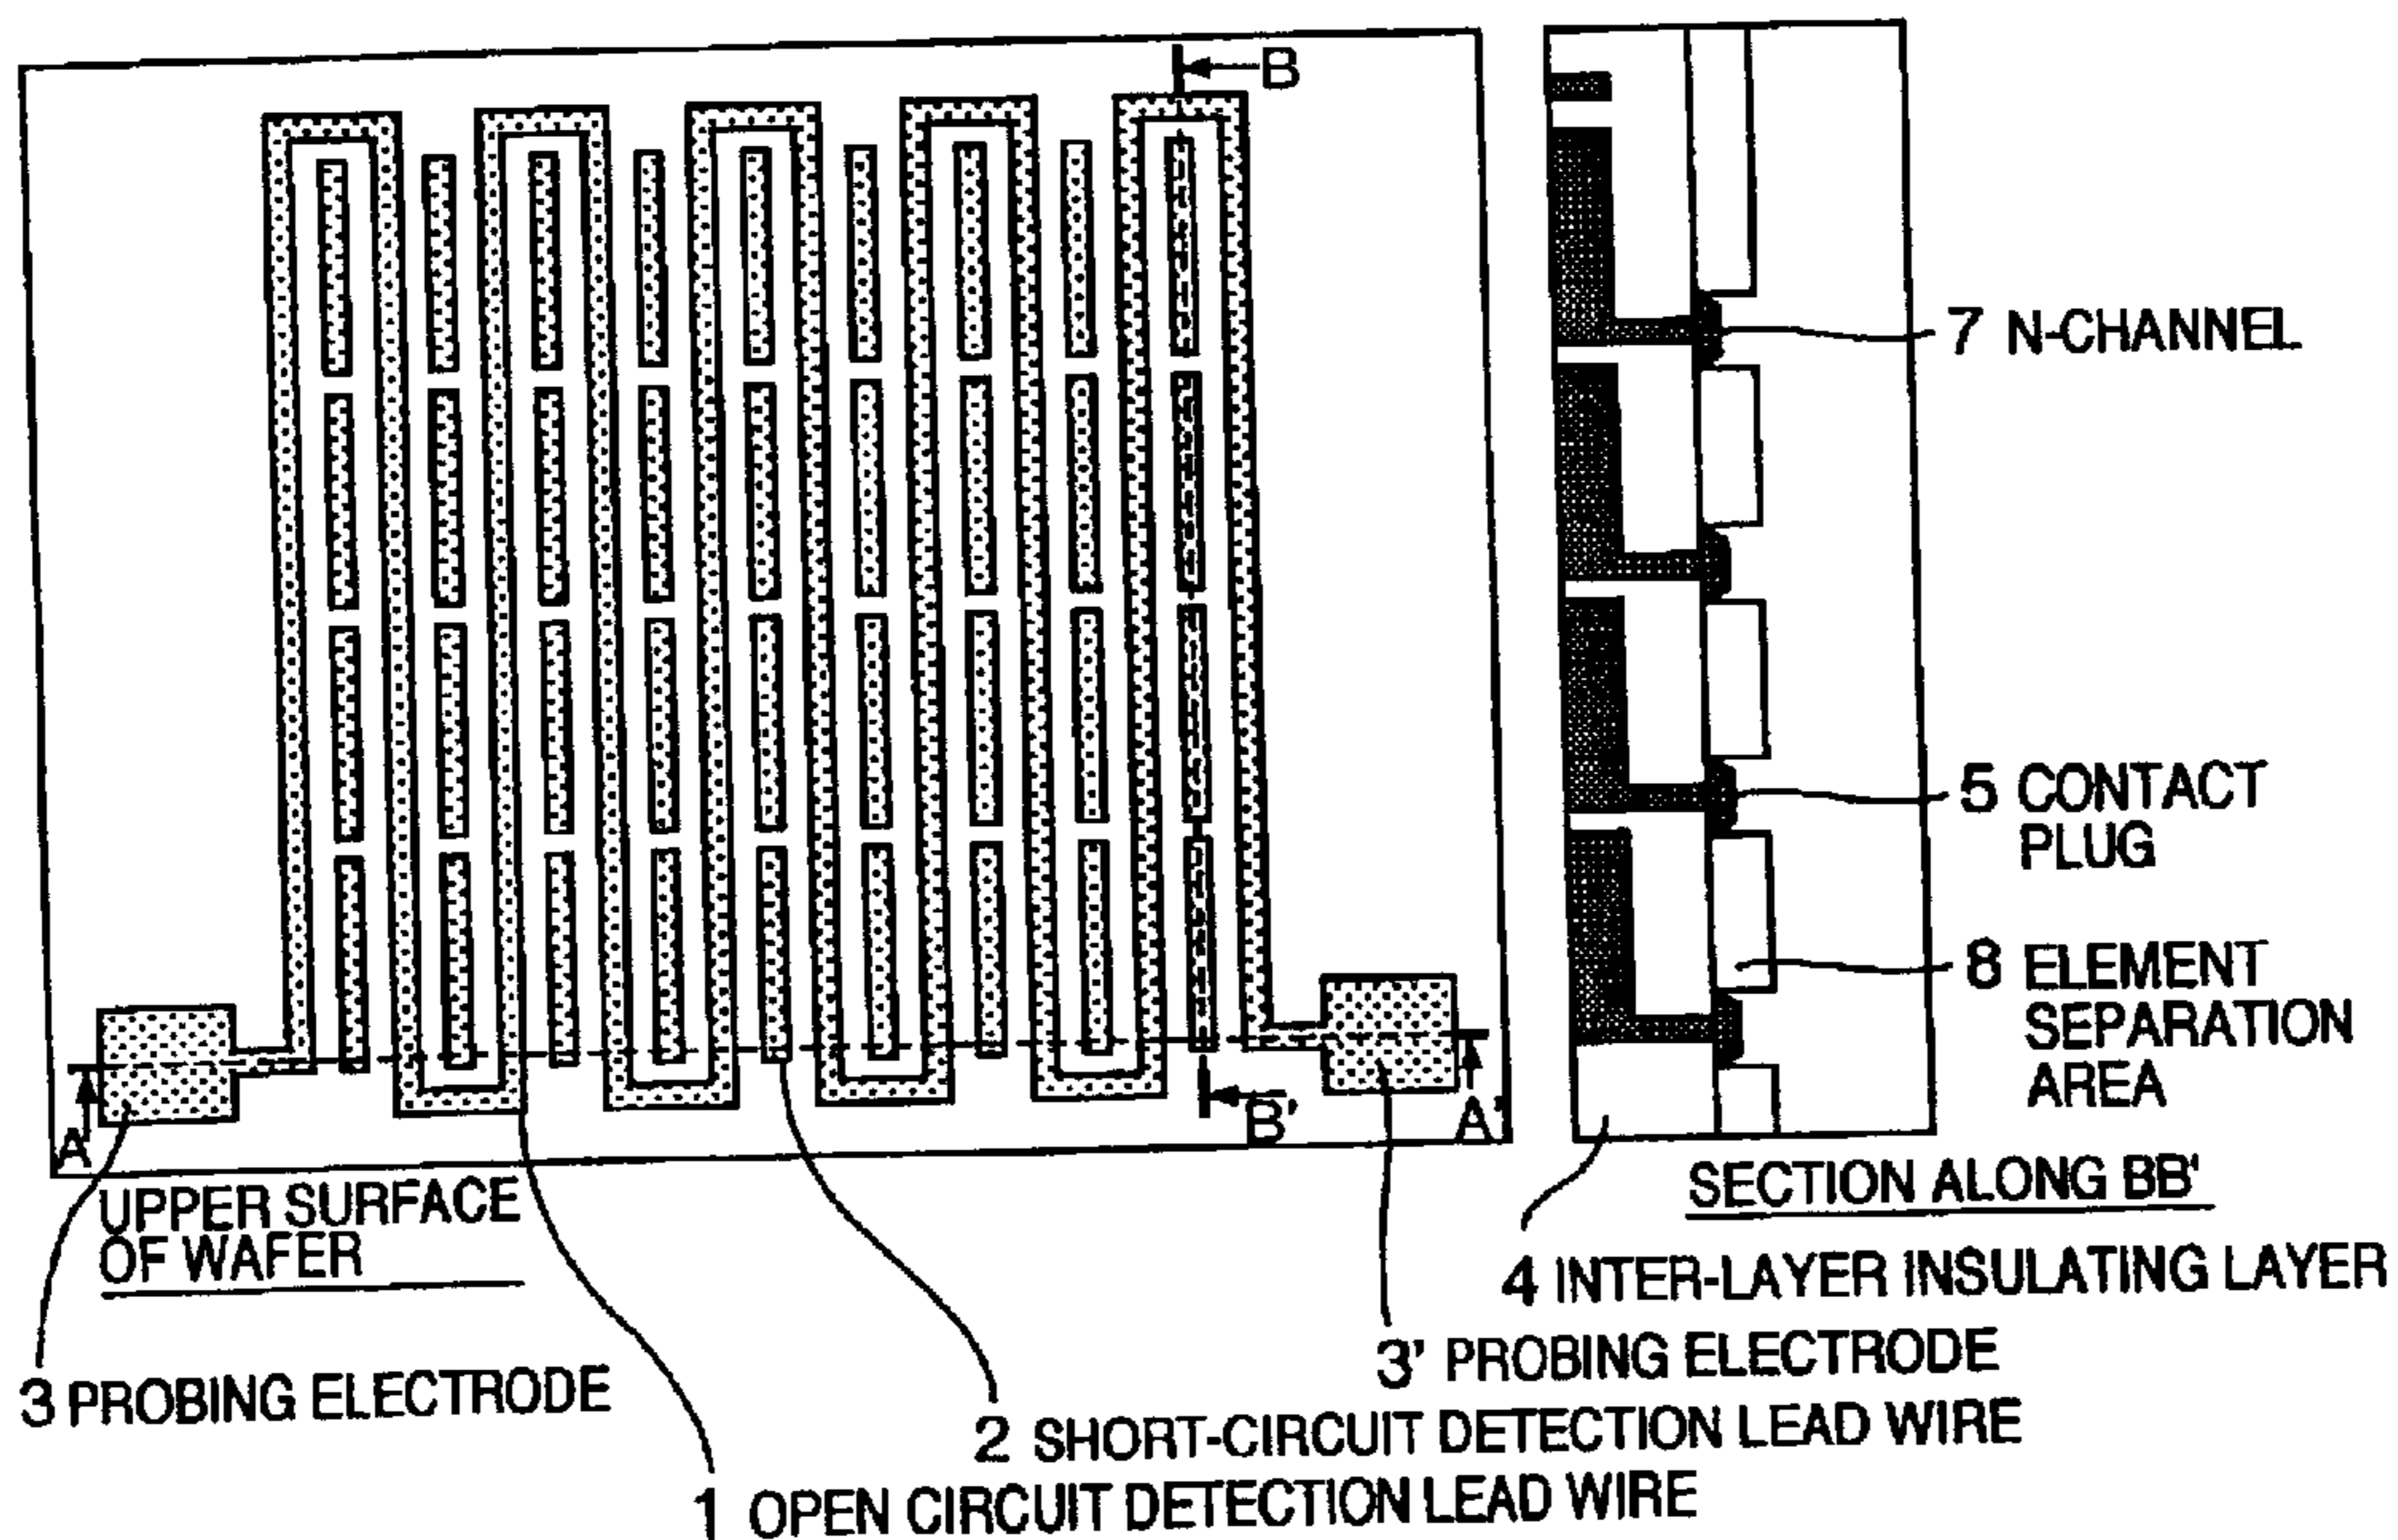 B
7 N-CHANNEL
5 CONTACT
PLUG
8 ELEMENT
SEPARATION
AREA
A
B'
A'
UPPER SURFACE
OF WAFER
SECTION ALONG BB'
4 INTER-LAYER INSULATING LAYER
3' PROBING ELECTRODE
3 PROBING ELECTRODE
2 SHORT-CIRCUIT DETECTION LEAD WIRE
1 OPEN CIRCUIT DETECTION LEAD WIRE